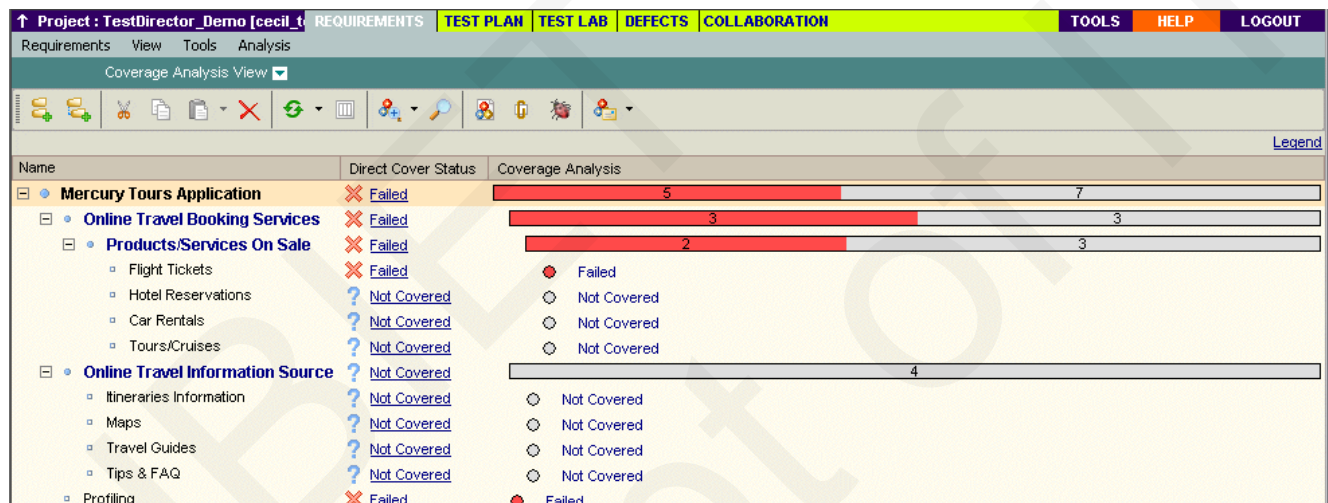 ↑ Project : TestDirector_Demo [cecil_t REQUIREMENTS TEST PLAN TEST LAB DEFECTS COLLABORATION TOOLS HELP LOGOUT
Requirements View Tools Analysis
Coverage Analysis View
Legend
Name Direct Cover Status Coverage Analysis
Mercury Tours Application Failed 5 7
Online Travel Booking Services Failed 3 3
Products/Services On Sale Failed 2 3
Flight Tickets Failed Failed
Hotel Reservations ? Not Covered Not Covered
Car Rentals ? Not Covered Not Covered
Tours/Cruises ? Not Covered Not Covered
Online Travel Information Source ? Not Covered 4
Itineraries Information ? Not Covered Not Covered
Maps ? Not Covered Not Covered
Travel Guides ? Not Covered Not Covered
Tips & FAQ ? Not Covered Not Covered
Profiling Failed Failed